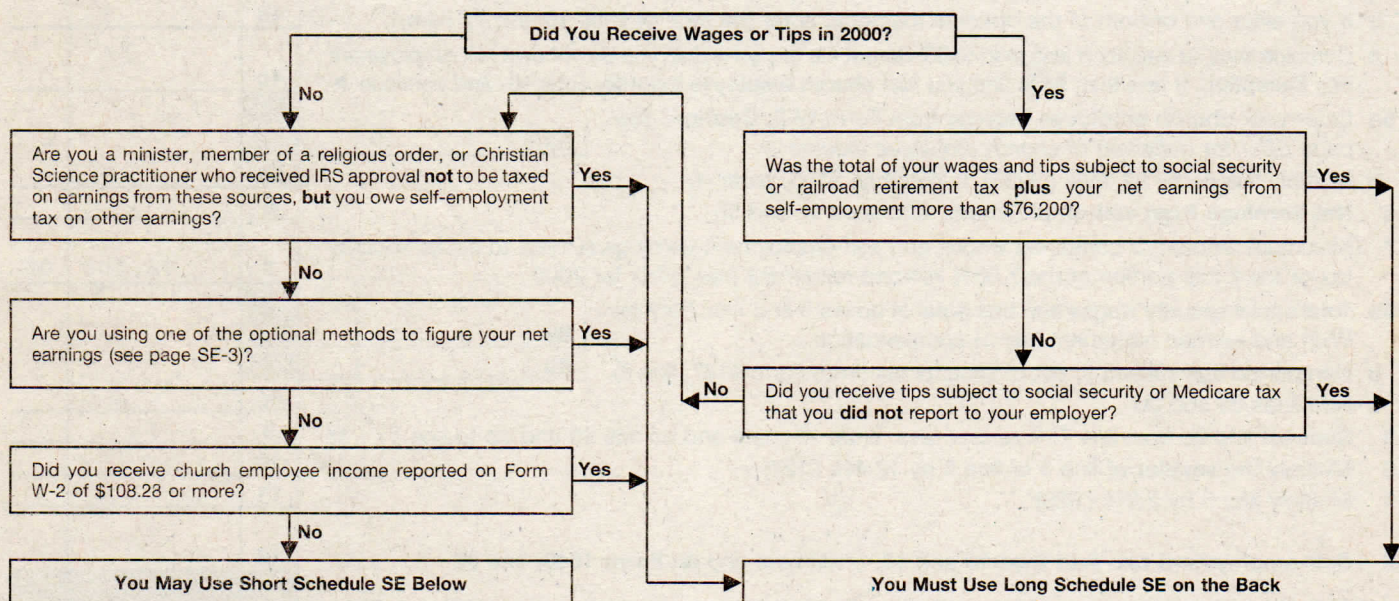 Did You Receive Wages or Tips in 2000?
No
Yes
Are you a minister, member of a religious order, or Christian
Science practitioner who received IRS approval not to be taxed
on earnings from these sources, but you owe self-employment
tax on other earnings?
Yes
Was the total of your wages and tips subject to social security
or railroad retirement tax plus your net earnings from
self-employment more than $76,200?
Yes
No
Are you using one of the optional methods to figure your net
earnings (see page SE-3)?
Yes
No
No
Did you receive tips subject to social security or Medicare tax
that you did not report to your employer?
Yes
No
Did you receive church employee income reported on Form
W-2 of $108.28 or more?
Yes
No
You May Use Short Schedule SE Below
You Must Use Long Schedule SE on the Back